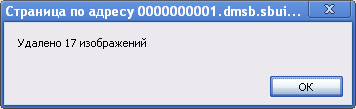 Страница по адресу 0000000001.dmsb.sbui...
Удалено 17 изображений
OK